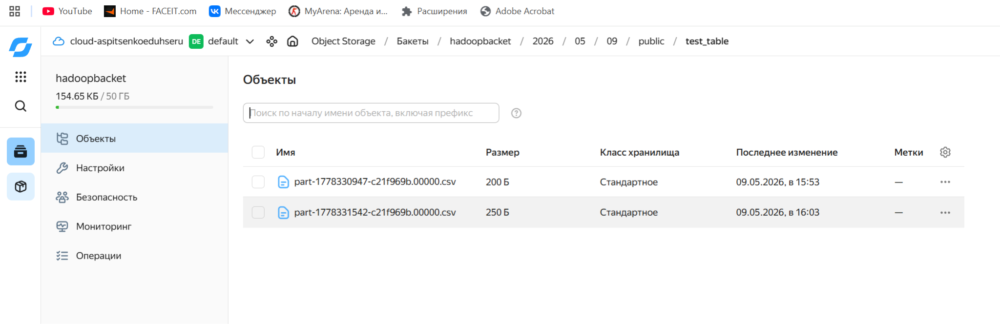 YouTube Home - FACEIT.com Мессенджер MyArena: Аренда и... Расширения Adobe Acrobat
cloud-aspitsenkoeduhseru DE default Object Storage / Бакеты / hadoopbacket / 2026 / 05 / 09 / public / test_table
hadoopbacket
154.65 КБ / 50 ГБ
Объекты
Настройки
Безопасность
Мониторинг
Операции
Объекты
Поиск по началу имени объекта, включая префикс
Имя Размер Класс хранилища Последнее изменение Метки
part-1778330947-c21f969b.00000.csv 200 Б Стандартное 09.05.2026, в 15:53 —
part-1778331542-c21f969b.00000.csv 250 Б Стандартное 09.05.2026, в 16:03 —